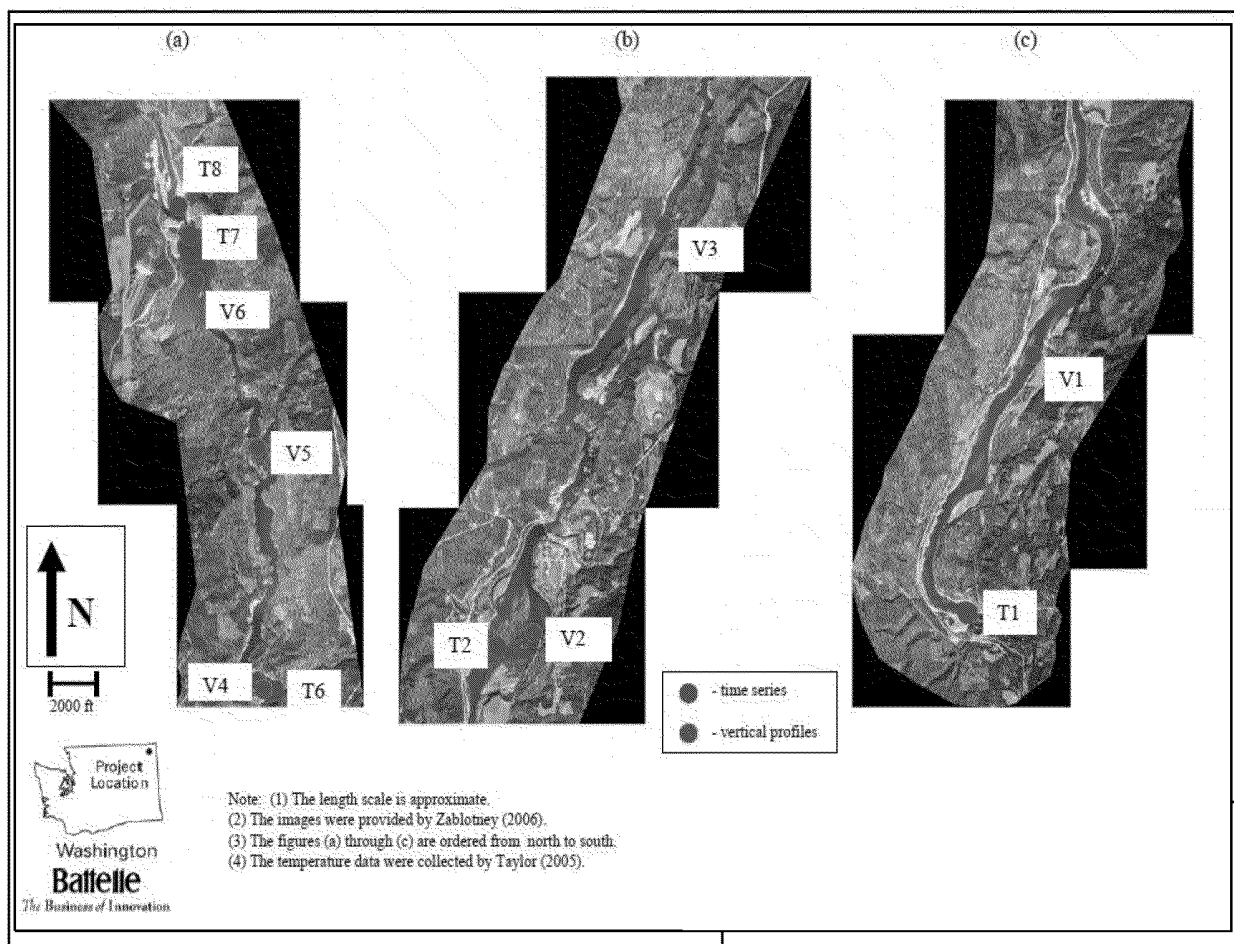 (a)
(b)
(c)
T8
T7
V6
V5
V4
T6
V3
T2
V2
V1
T1
N
2000 ft
- time series
- vertical profiles
Project
Location
Washington
Battelle
The Business of Innovation
Note: (1) The length scale is approximate.
(2) The images were provided by Zablotney (2006).
(3) The figures (a) through (c) are ordered from north to south.
(4) The temperature data were collected by Taylor (2005).